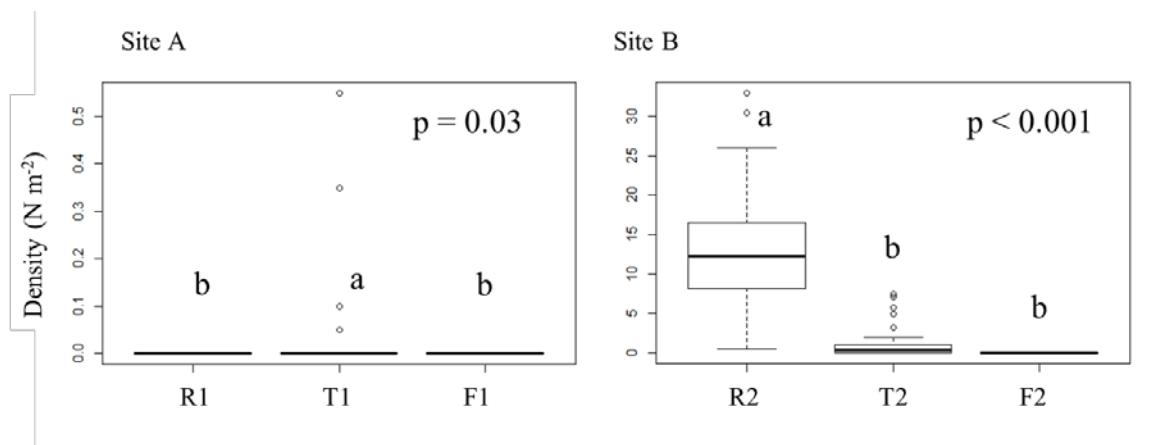 Site A
Site B
Density (N m-2)
0.5
0.4
0.3
0.2
0.1
0.0
p = 0.03
b
a
b
R1
T1
F1
30
25
20
15
10
5
0
a
p < 0.001
b
b
R2
T2
F2